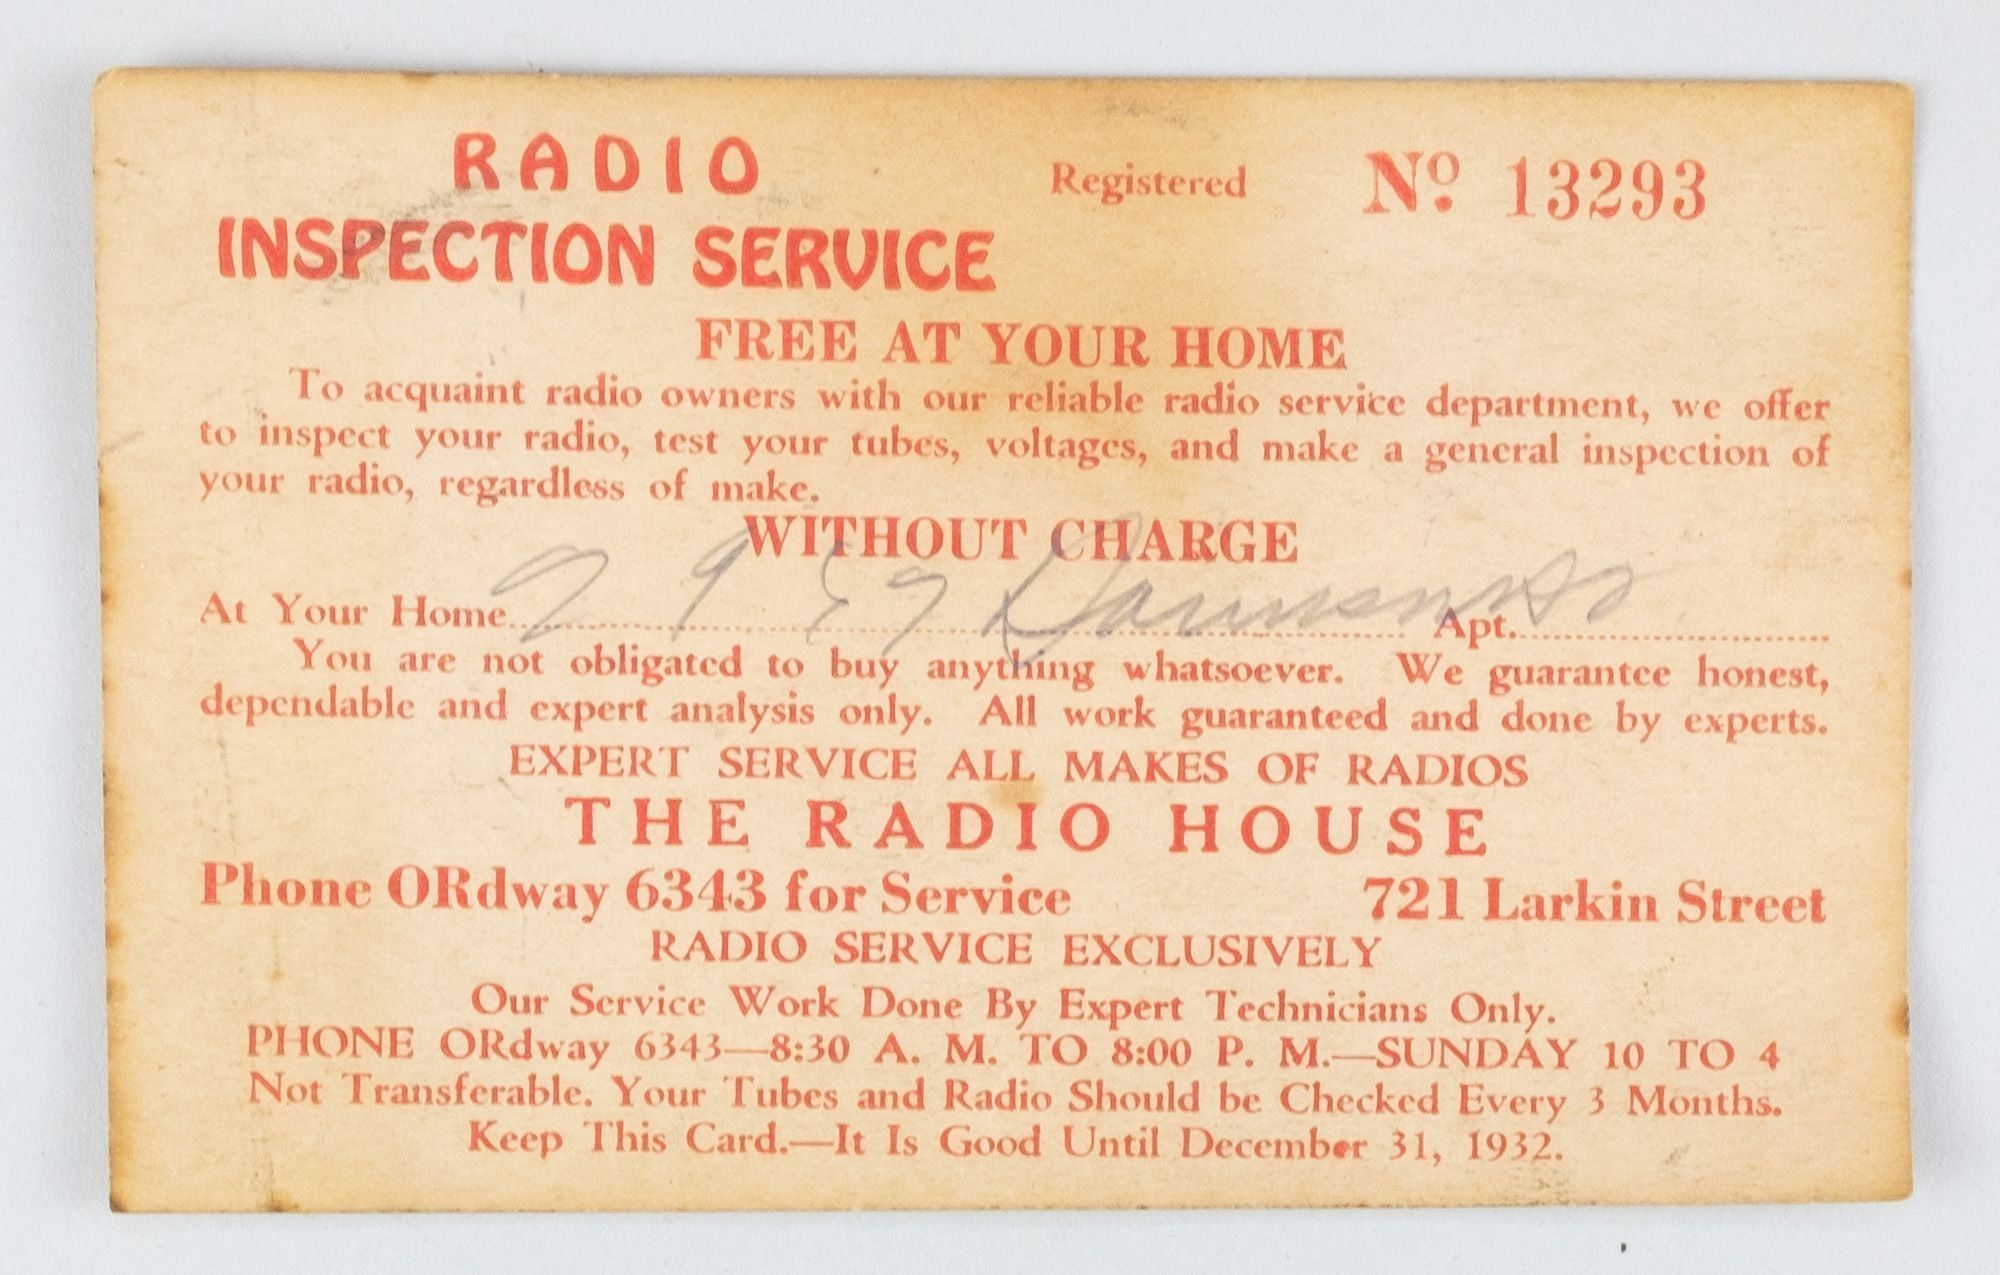 RADIO
INSPECTION SERVICE
Registered
No. 13293
FREE AT YOUR HOME
To acquaint radio owners with our reliable radio service department, we offer
to inspect your radio, test your tubes, voltages, and make a general inspection of
your radio, regardless of make.
WITHOUT CHARGE
At Your Home Apt.
You are not obligated to buy anything whatsoever. We guarantee honest,
dependable and expert analysis only. All work guaranteed and done by experts.
EXPERT SERVICE ALL MAKES OF RADIOS
THE RADIO HOUSE
Phone ORdway 6343 for Service 721 Larkin Street
RADIO SERVICE EXCLUSIVELY
Our Service Work Done By Expert Technicians Only.
PHONE ORdway 6343—8:30 A. M. TO 8:00 P. M.—SUNDAY 10 TO 4
Not Transferable. Your Tubes and Radio Should be Checked Every 3 Months.
Keep This Card.—It Is Good Until December 31, 1932.